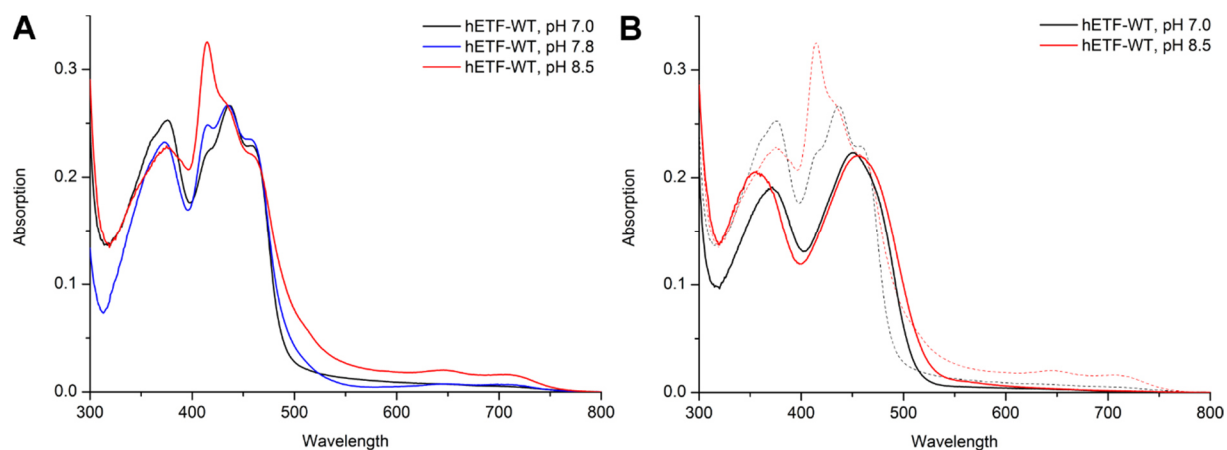 A
hETF-WT, pH 7.0
hETF-WT, pH 7.8
hETF-WT, pH 8.5
0.3
0.2
0.1
0.0
Absorption
300 400 500 600 700 800
Wavelength
B
hETF-WT, pH 7.0
hETF-WT, pH 8.5
0.3
0.2
0.1
0.0
Absorption
300 400 500 600 700 800
Wavelength